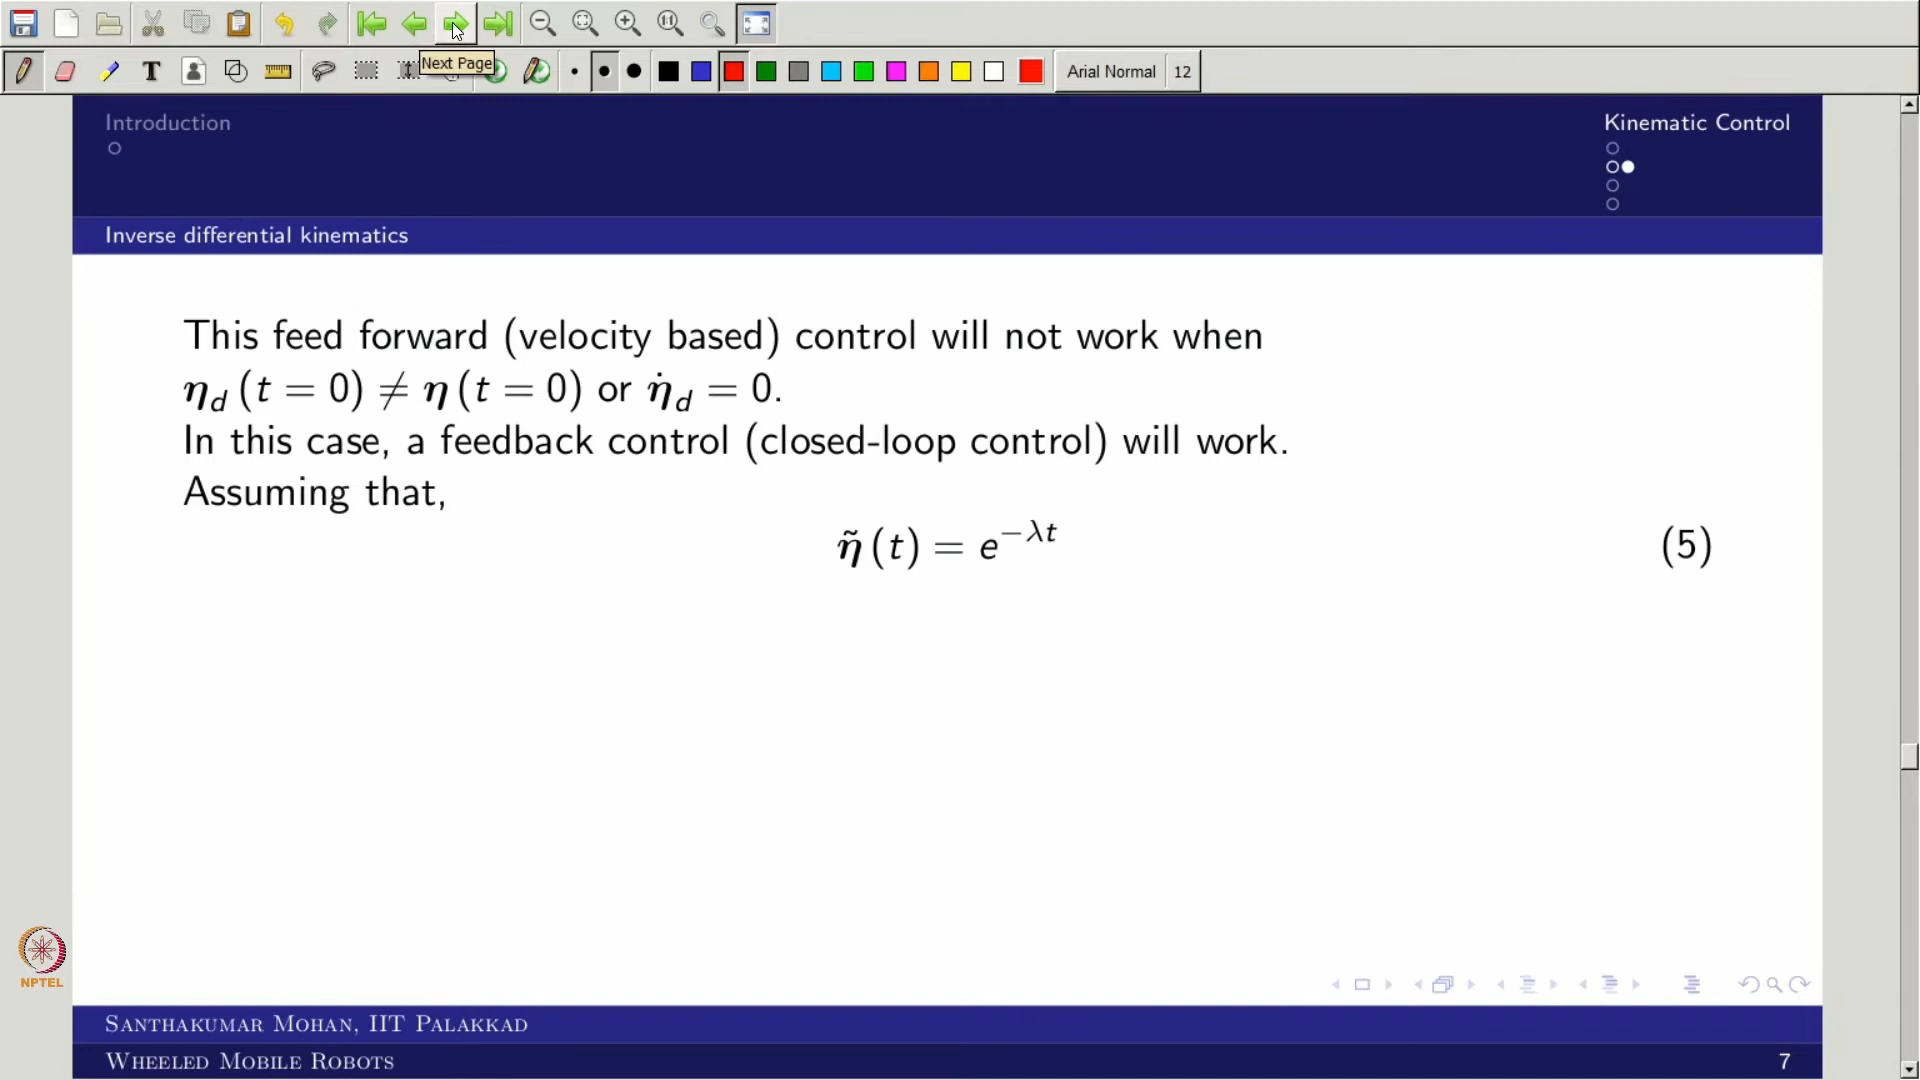 Next Page
Arial Normal 12
Introduction
Kinematic Control
Inverse differential kinematics
This feed forward (velocity based) control will not work when
η_d (t = 0) ≠ η (t = 0) or η̇_d = 0.
In this case, a feedback control (closed-loop control) will work.
Assuming that,
η̃ (t) = e^{−λt} (5)
NPTEL
SANTHAKUMAR MOHAN, IIT PALAKKAD
WHEELED MOBILE ROBOTS 7